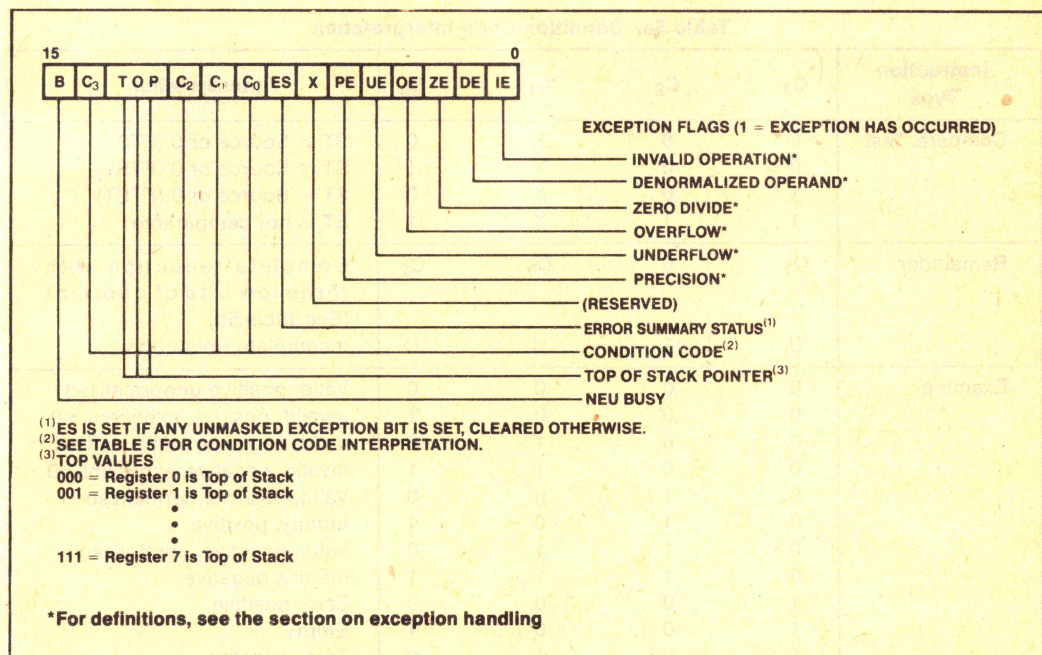 15 0
B C₃ T O P C₂ C₁ C₀ ES X PE UE OE ZE DE IE
EXCEPTION FLAGS (1 = EXCEPTION HAS OCCURRED)
INVALID OPERATION*
DENORMALIZED OPERAND*
ZERO DIVIDE*
OVERFLOW*
UNDERFLOW*
PRECISION*
(RESERVED)
ERROR SUMMARY STATUS(1)
CONDITION CODE(2)
TOP OF STACK POINTER(3)
NEU BUSY
(1)ES IS SET IF ANY UNMASKED EXCEPTION BIT IS SET, CLEARED OTHERWISE.
(2)SEE TABLE 5 FOR CONDITION CODE INTERPRETATION.
(3)TOP VALUES
000 = Register 0 is Top of Stack
001 = Register 1 is Top of Stack
•
•
•
111 = Register 7 is Top of Stack
*For definitions, see the section on exception handling